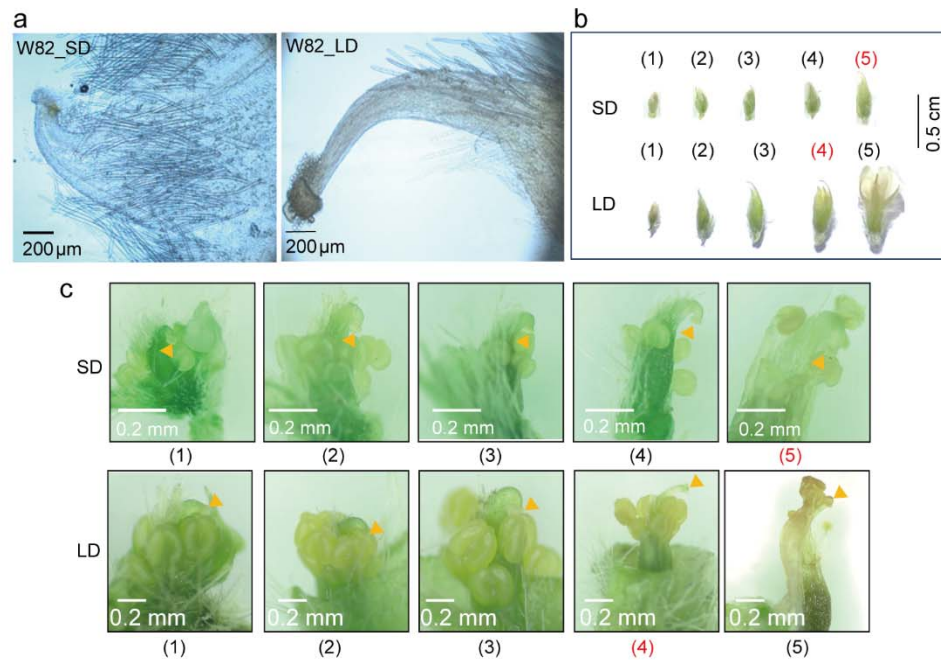 a
W82_SD
200 µm
W82_LD
200 µm
b
(1) (2) (3) (4) (5)
SD
(1) (2) (3) (4) (5)
LD
0.5 cm
c
SD
0.2 mm 0.2 mm 0.2 mm 0.2 mm 0.2 mm
(1) (2) (3) (4) (5)
LD
0.2 mm 0.2 mm 0.2 mm 0.2 mm 0.2 mm
(1) (2) (3) (4) (5)